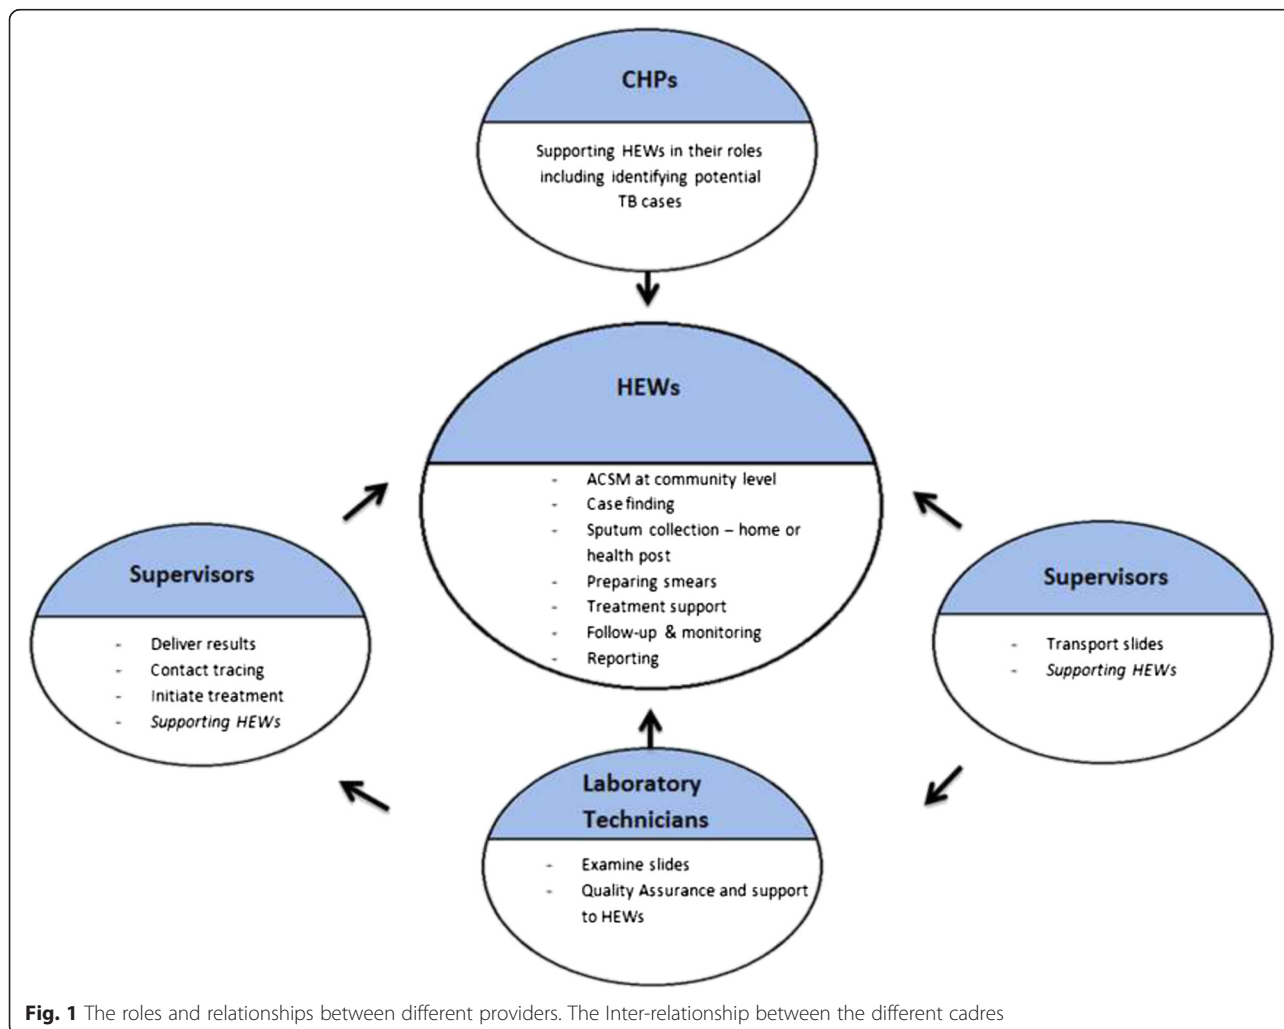 CHPs
Supporting HEWs in their roles
including identifying potential
TB cases
HEWs
- ACSM at community level
- Case finding
- Sputum collection – home or
health post
- Preparing smears
- Treatment support
- Follow-up & monitoring
- Reporting
Supervisors
- Deliver results
- Contact tracing
- Initiate treatment
- Supporting HEWs
Supervisors
- Transport slides
- Supporting HEWs
Laboratory
Technicians
- Examine slides
- Quality Assurance and support
to HEWs
Fig. 1 The roles and relationships between different providers. The Inter-relationship between the different cadres